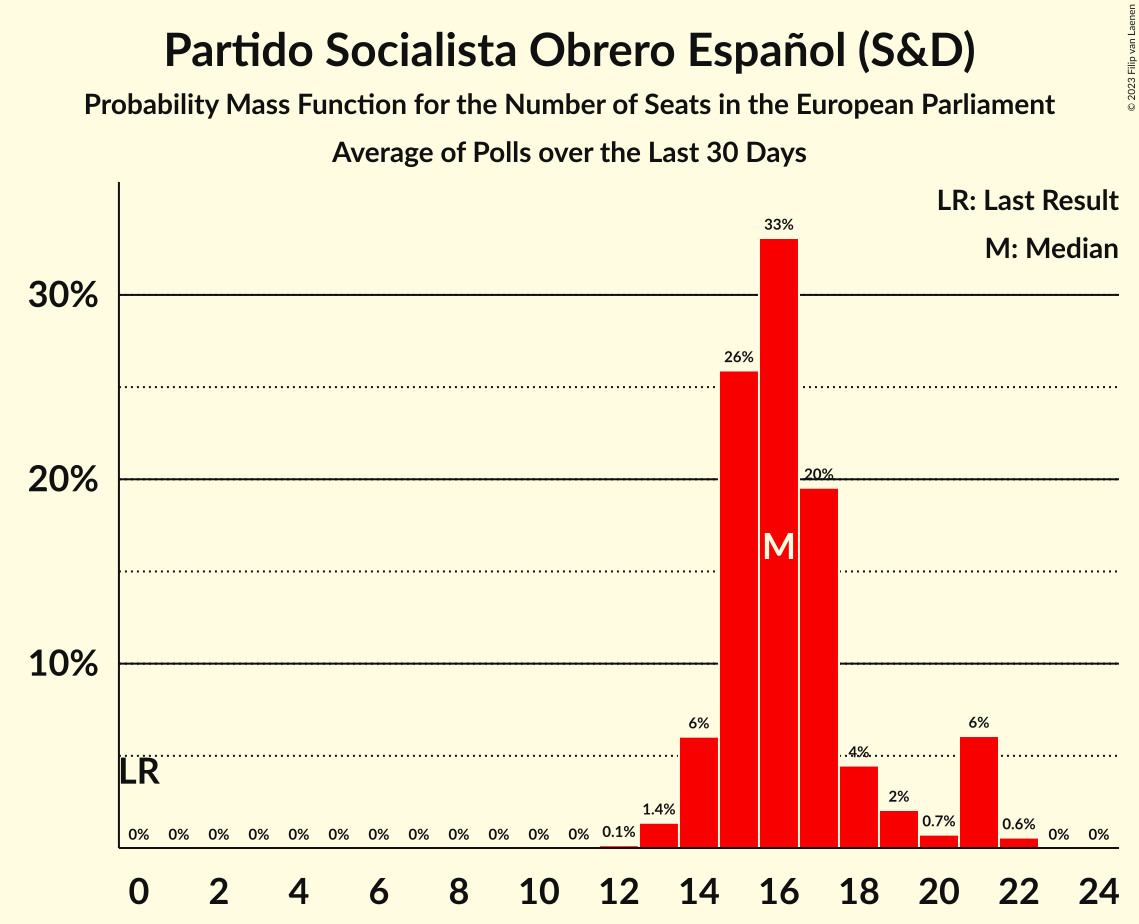 Partido Socialista Obrero Español (S&D)
Probability Mass Function for the Number of Seats in the European Parliament
Average of Polls over the Last 30 Days
© 2023 Filip van Laenen
LR: Last Result
M: Median
30%
20%
10%
LR
0% 0% 0% 0% 0% 0% 0% 0% 0% 0% 0% 0% 0.1% 1.4% 6% 26% 33% 20% 4% 2% 0.7% 6% 0.6% 0% 0%
M
0 2 4 6 8 10 12 14 16 18 20 22 24